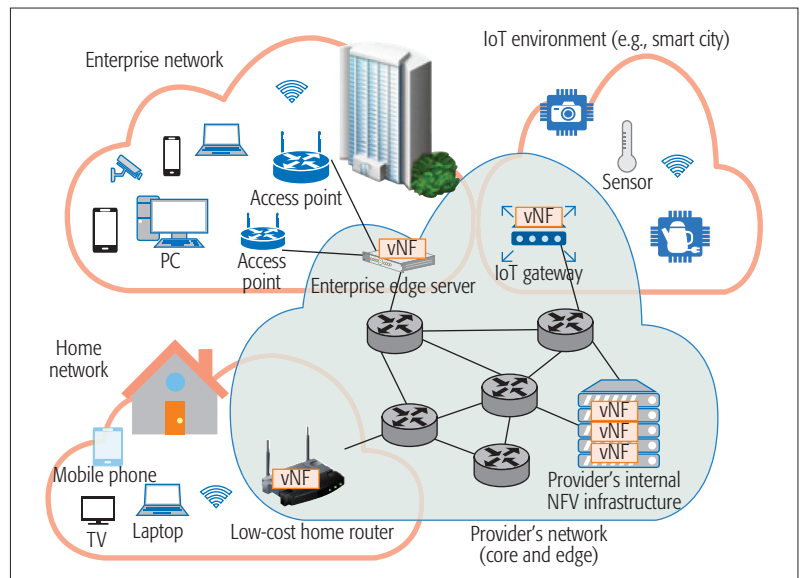 Enterprise network
IoT environment (e.g., smart city)
Access point
Sensor
vNF
vNF
PC
Access
point
IoT gateway
Enterprise edge server
Home
network
vNF
vNF
vNF
Mobile phone
vNF
Provider's internal
NFV infrastructure
TV
Laptop
Low-cost home router
Provider's network
(core and edge)